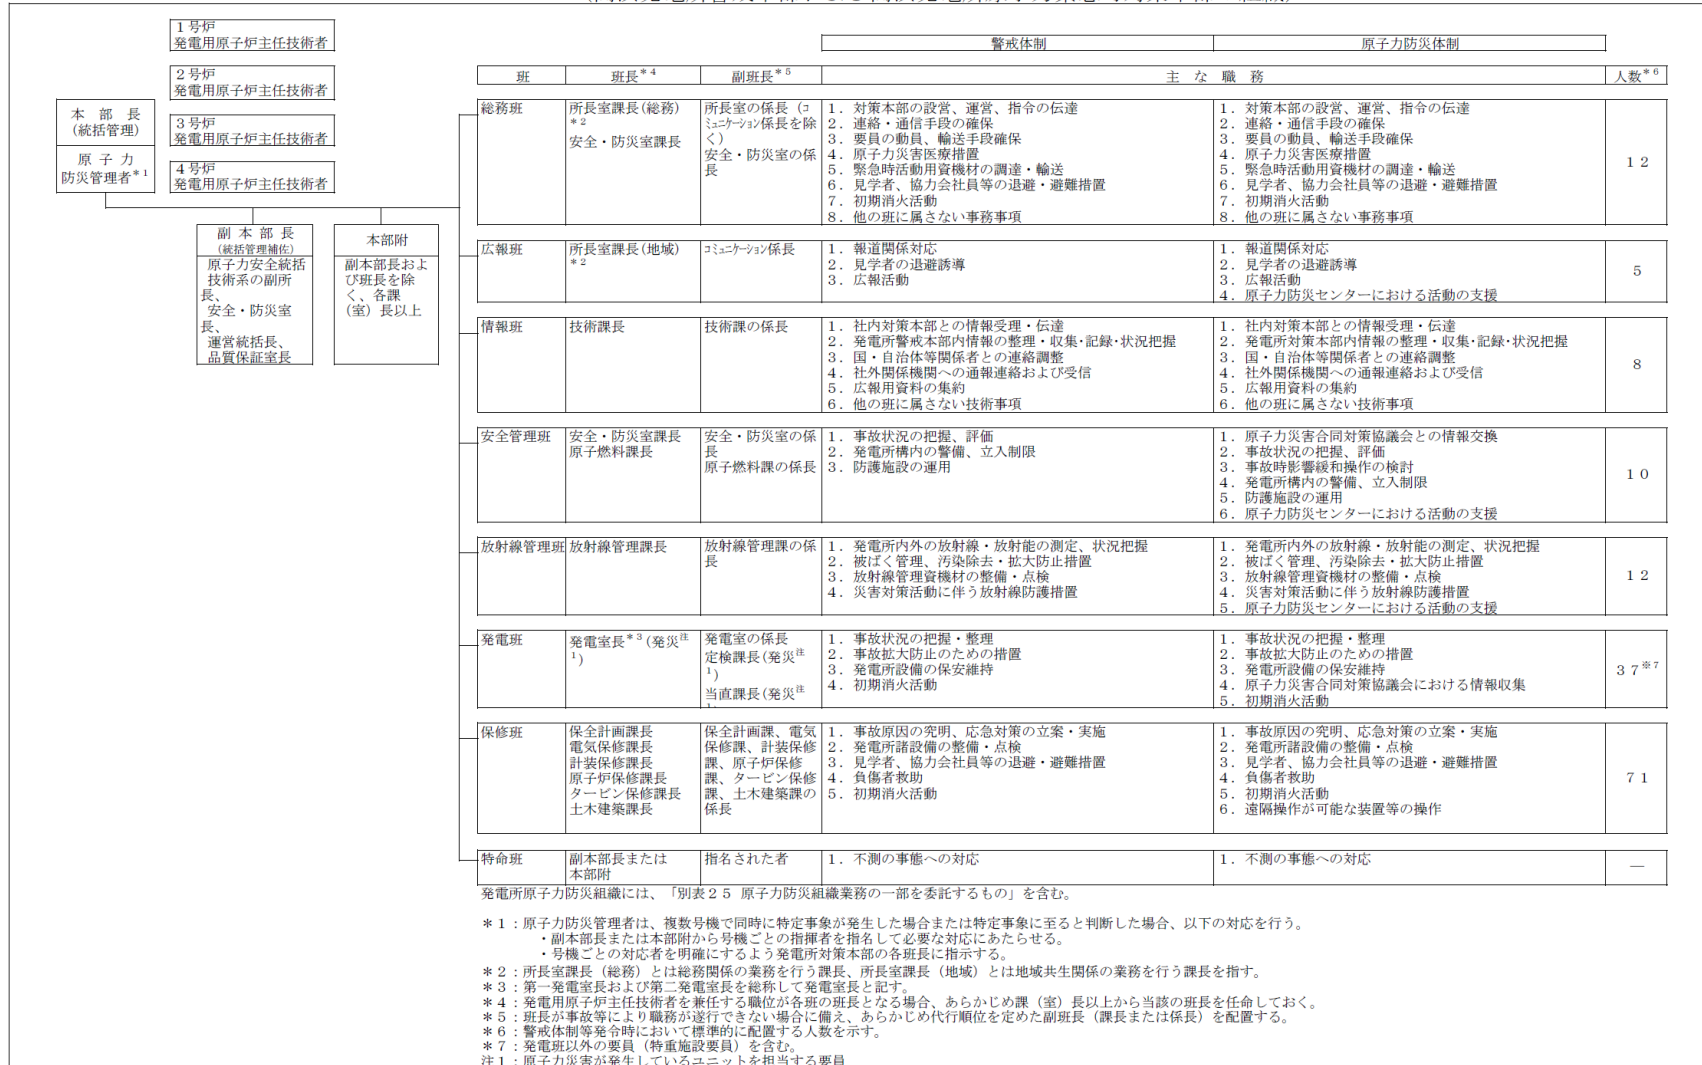 1号炉
発電用原子炉主任技術者
2号炉
発電用原子炉主任技術者
3号炉
発電用原子炉主任技術者
4号炉
発電用原子炉主任技術者
本 部 長
(統括管理)
原 子 力
防災管理者*1
副 本 部 長
(統括管理補佐)
原子力安全統括
技術系の副所
長、
安全・防災室
長、
運営統括長、
品質保証室長
本部附
副本部長およ
び班長を除
く、各課
(室)長以上
警戒体制
原子力防災体制
班
班長*4
副班長*5
主 な 職 務
人数*6
総務班
所長室課長(総務)
*2
安全・防災室課長
所長室の係長(コ
ミュニケーション係長を除
く)
安全・防災室の係
長
1.対策本部の設営、運営、指令の伝達
2.連絡・通信手段の確保
3.要員の動員、輸送手段確保
4.原子力災害医療措置
5.緊急時活動用資機材の調達・輸送
6.見学者、協力会社員等の退避・避難措置
7.初期消火活動
8.他の班に属さない事務事項
1.対策本部の設営、運営、指令の伝達
2.連絡・通信手段の確保
3.要員の動員、輸送手段確保
4.原子力災害医療措置
5.緊急時活動用資機材の調達・輸送
6.見学者、協力会社員等の退避・避難措置
7.初期消火活動
8.他の班に属さない事務事項
12
広報班
所長室課長(地域)
*2
コミュニケーション係長
1.報道関係対応
2.見学者の退避誘導
3.広報活動
1.報道関係対応
2.見学者の退避誘導
3.広報活動
4.原子力防災センターにおける活動の支援
5
情報班
技術課長
技術課の係長
1.社内対策本部との情報受理・伝達
2.発電所警戒本部内情報の整理・収集・記録・状況把握
3.国・自治体等関係者との連絡調整
4.社外関係機関への通報連絡および受信
5.広報用資料の集約
6.他の班に属さない技術事項
1.社内対策本部との情報受理・伝達
2.発電所対策本部内情報の整理・収集・記録・状況把握
3.国・自治体等関係者との連絡調整
4.社外関係機関への通報連絡および受信
5.広報用資料の集約
6.他の班に属さない技術事項
8
安全管理班
安全・防災室課長
原子燃料課長
安全・防災室の係
長
原子燃料課の係長
1.事故状況の把握、評価
2.発電所構内の警備、立入制限
3.防護施設の運用
1.原子力災害合同対策協議会との情報交換
2.事故状況の把握、評価
3.事故時影響緩和操作の検討
4.発電所構内の警備、立入制限
5.防護施設の運用
6.原子力防災センターにおける活動の支援
10
放射線管理班
放射線管理課長
放射線管理課の係
長
1.発電所内外の放射線・放射能の測定、状況把握
2.被ばく管理、汚染除去・拡大防止措置
3.放射線管理資機材の整備・点検
4.災害対策活動に伴う放射線防護措置
1.発電所内外の放射線・放射能の測定、状況把握
2.被ばく管理、汚染除去・拡大防止措置
3.放射線管理資機材の整備・点検
4.災害対策活動に伴う放射線防護措置
5.原子力防災センターにおける活動の支援
12
発電班
発電室長*3(発災注
1)
発電室の係長
定検課長(発災注
1)
当直課長(発災注
1.事故状況の把握・整理
2.事故拡大防止のための措置
3.発電所設備の保安維持
4.初期消火活動
1.事故状況の把握・整理
2.事故拡大防止のための措置
3.発電所設備の保安維持
4.原子力災害合同対策協議会における情報収集
5.初期消火活動
37※7
保修班
保全計画課長
電気保修課長
計装保修課長
原子炉保修課長
タービン保修課長
土木建築課長
保全計画課、電気
保修課、計装保修
課、原子炉保修
課、タービン保修
課、土木建築課の
係長
1.事故原因の究明、応急対策の立案・実施
2.発電所諸設備の整備・点検
3.見学者、協力会社員等の退避・避難措置
4.負傷者救助
5.初期消火活動
1.事故原因の究明、応急対策の立案・実施
2.発電所諸設備の整備・点検
3.見学者、協力会社員等の退避・避難措置
4.負傷者救助
5.初期消火活動
6.遠隔操作が可能な装置等の操作
71
特命班
副本部長または
本部附
指名された者
1.不測の事態への対応
1.不測の事態への対応
―
発電所原子力防災組織には、「別表25 原子力防災組織業務の一部を委託するもの」を含む。
*1:原子力防災管理者は、複数号機で同時に特定事象が発生した場合または特定事象に至ると判断した場合、以下の対応を行う。
・副本部長または本部附から号機ごとの指揮者を指名して必要な対応にあたらせる。
・号機ごとの対応者を明確にするよう発電所対策本部の各班長に指示する。
*2:所長室課長(総務)とは総務関係の業務を行う課長、所長室課長(地域)とは地域共生関係の業務を行う課長を指す。
*3:第一発電室長および第二発電室長を総称して発電室長と記す。
*4:発電用原子炉主任技術者を兼任する職位が各班の班長となる場合、あらかじめ課(室)長以上から当該の班長を任命しておく。
*5:班長が事故等により職務が遂行できない場合に備え、あらかじめ代行順位を定めた副班長(課長または係長)を配置する。
*6:警戒体制等発令時において標準的に配置する人数を示す。
*7:発電班以外の要員(特重施設要員)を含む。
注1:原子力災害が発生しているユニットを担当する要員